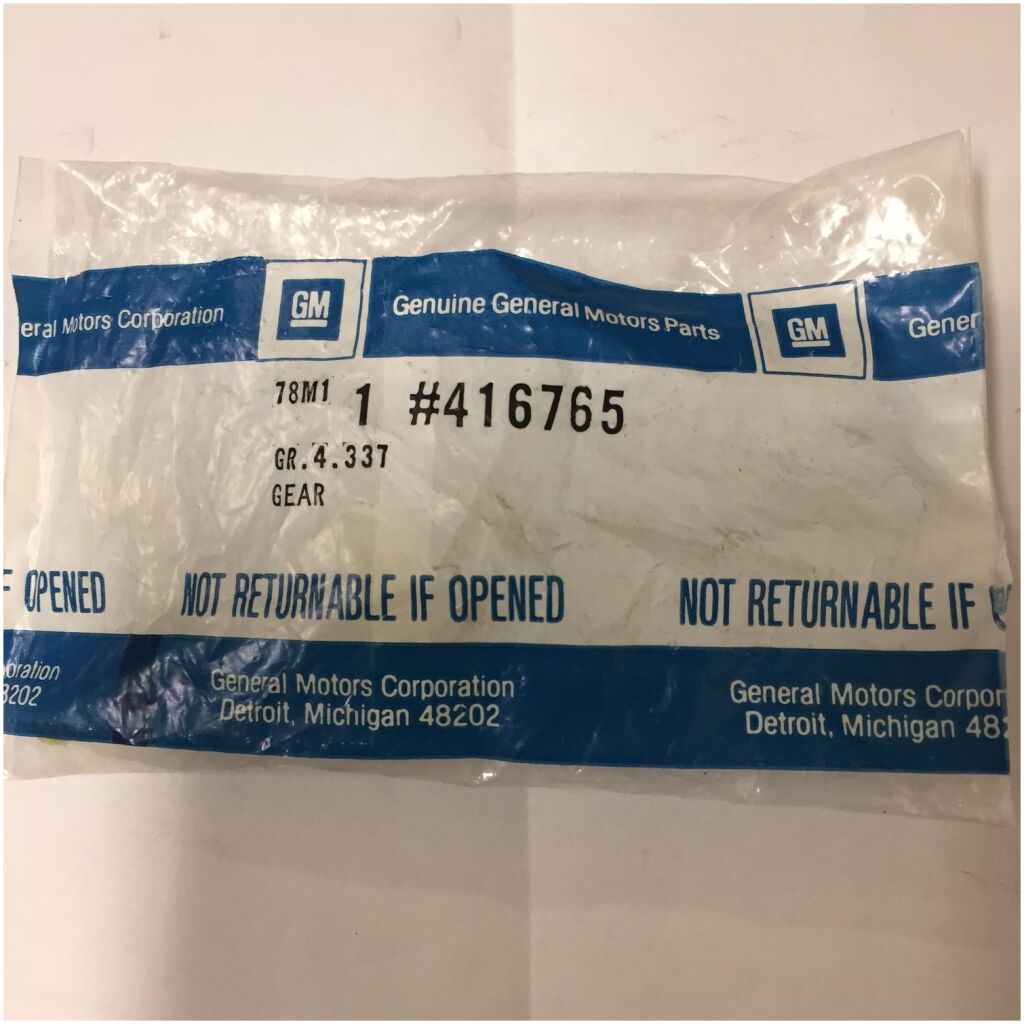 eral Motors Corporation GM Genuine General Motors Parts GM Gener
78M1 1 #416765
GR.4.337
GEAR
OPENED NOT RETURNABLE IF OPENED NOT RETURNABLE IF
oration General Motors Corporation General Motors Corpor
8202 Detroit, Michigan 48202 Detroit, Michigan 482